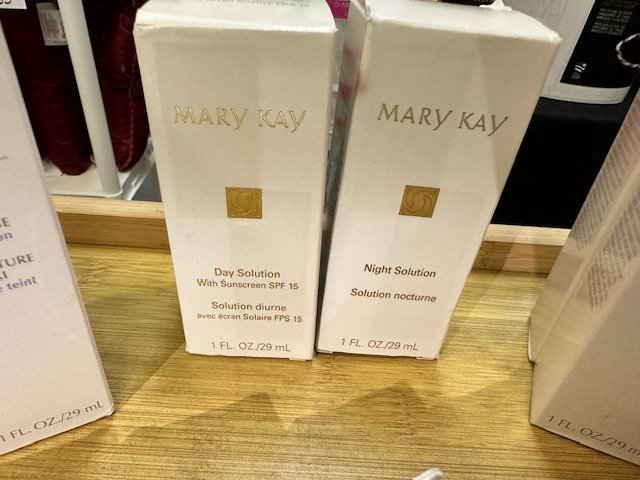 MARY KAY
Day Solution
With Sunscreen SPF 15
Solution diurne
avec écran Solaire FPS 15
1 FL. OZ./29 mL
MARY KAY
Night Solution
Solution nocturne
1 FL. OZ./29 mL
teint
1 FL. OZ./29 mL
1 FL. OZ./29 m